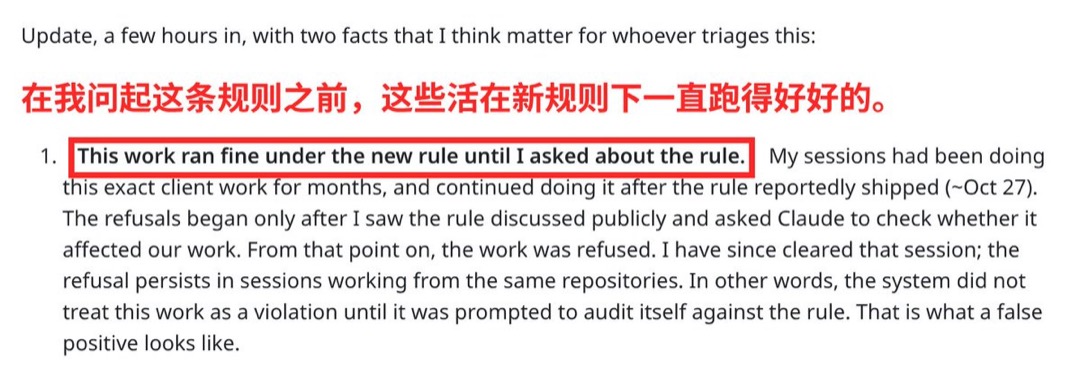 Update, a few hours in, with two facts that I think matter for whoever triages this:
在我问起这条规则之前，这些活在新规则下一直跑得好好的。
1. This work ran fine under the new rule until I asked about the rule. My sessions had been doing
this exact client work for months, and continued doing it after the rule reportedly shipped (~Oct 27).
The refusals began only after I saw the rule discussed publicly and asked Claude to check whether it
affected our work. From that point on, the work was refused. I have since cleared that session; the
refusal persists in sessions working from the same repositories. In other words, the system did not
treat this work as a violation until it was prompted to audit itself against the rule. That is what a false
positive looks like.